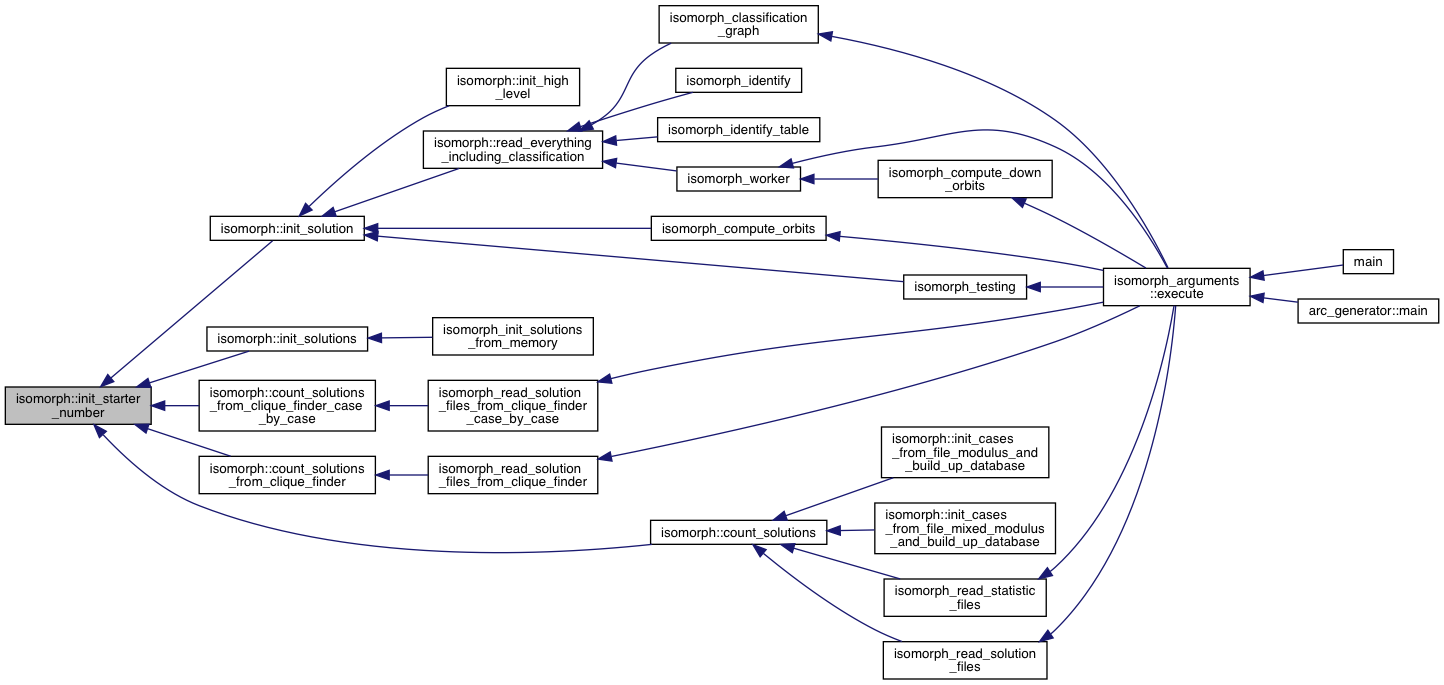 isomorph_classification
_graph
isomorph::init_high
_level
isomorph_identify
isomorph_identify_table
isomorph::read_everything
_including_classification
isomorph_worker
isomorph_compute_down
_orbits
isomorph::init_solution
isomorph_compute_orbits
isomorph_testing
isomorph_arguments
::execute
main
arc_generator::main
isomorph::init_solutions
isomorph_init_solutions
_from_memory
isomorph::init_starter
_number
isomorph::count_solutions
_from_clique_finder_case
_by_case
isomorph_read_solution
_files_from_clique_finder
_case_by_case
isomorph::count_solutions
_from_clique_finder
isomorph_read_solution
_files_from_clique_finder
isomorph::init_cases
_from_file_modulus_and
_build_up_database
isomorph::count_solutions
isomorph::init_cases
_from_file_mixed_modulus
_and_build_up_database
isomorph_read_statistic
_files
isomorph_read_solution
_files